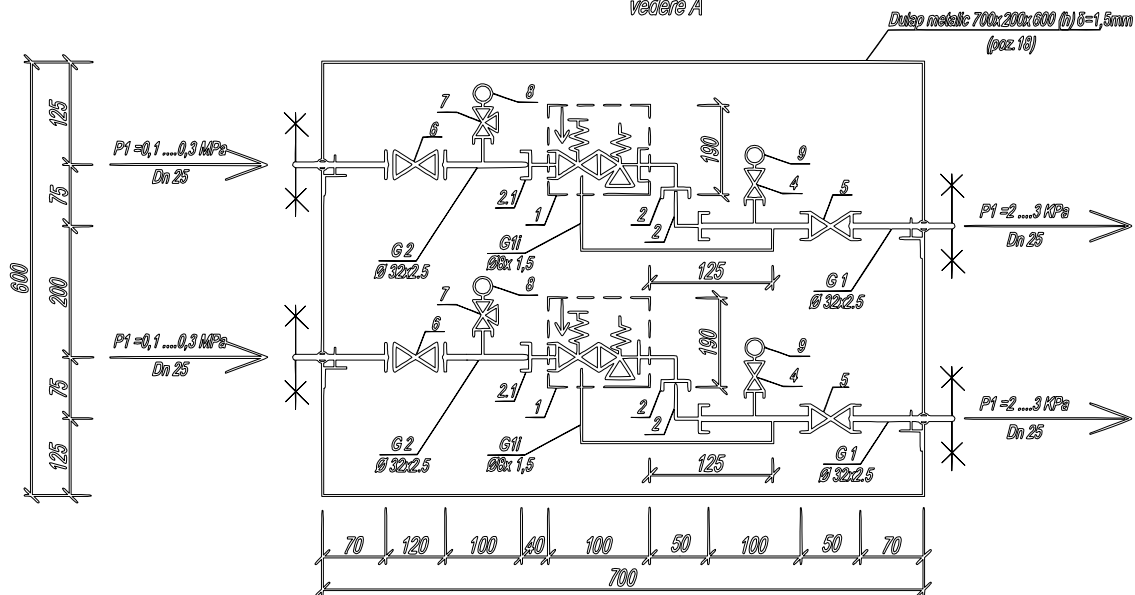 vedere A
Dulap metalic 700x200x600 (h) δ=1,5mm
(poz.18)
125
75
200
75
125
600
P1 =0,1 ....0,3 MPa
Dn 25
7
8
6
2.1
1
G 2
Ø 32x2.5
G1i
Ø8x 1,5
190
2
2
9
4
5
125
G 1
Ø 32x2.5
P1 =2 ....3 KPa
Dn 25
P1 =0,1 ....0,3 MPa
Dn 25
7
8
6
2.1
1
G 2
Ø 32x2.5
G1i
Ø8x 1,5
190
2
2
9
4
5
125
G 1
Ø 32x2.5
P1 =2 ....3 KPa
Dn 25
70
120
100
40
100
50
100
50
70
700